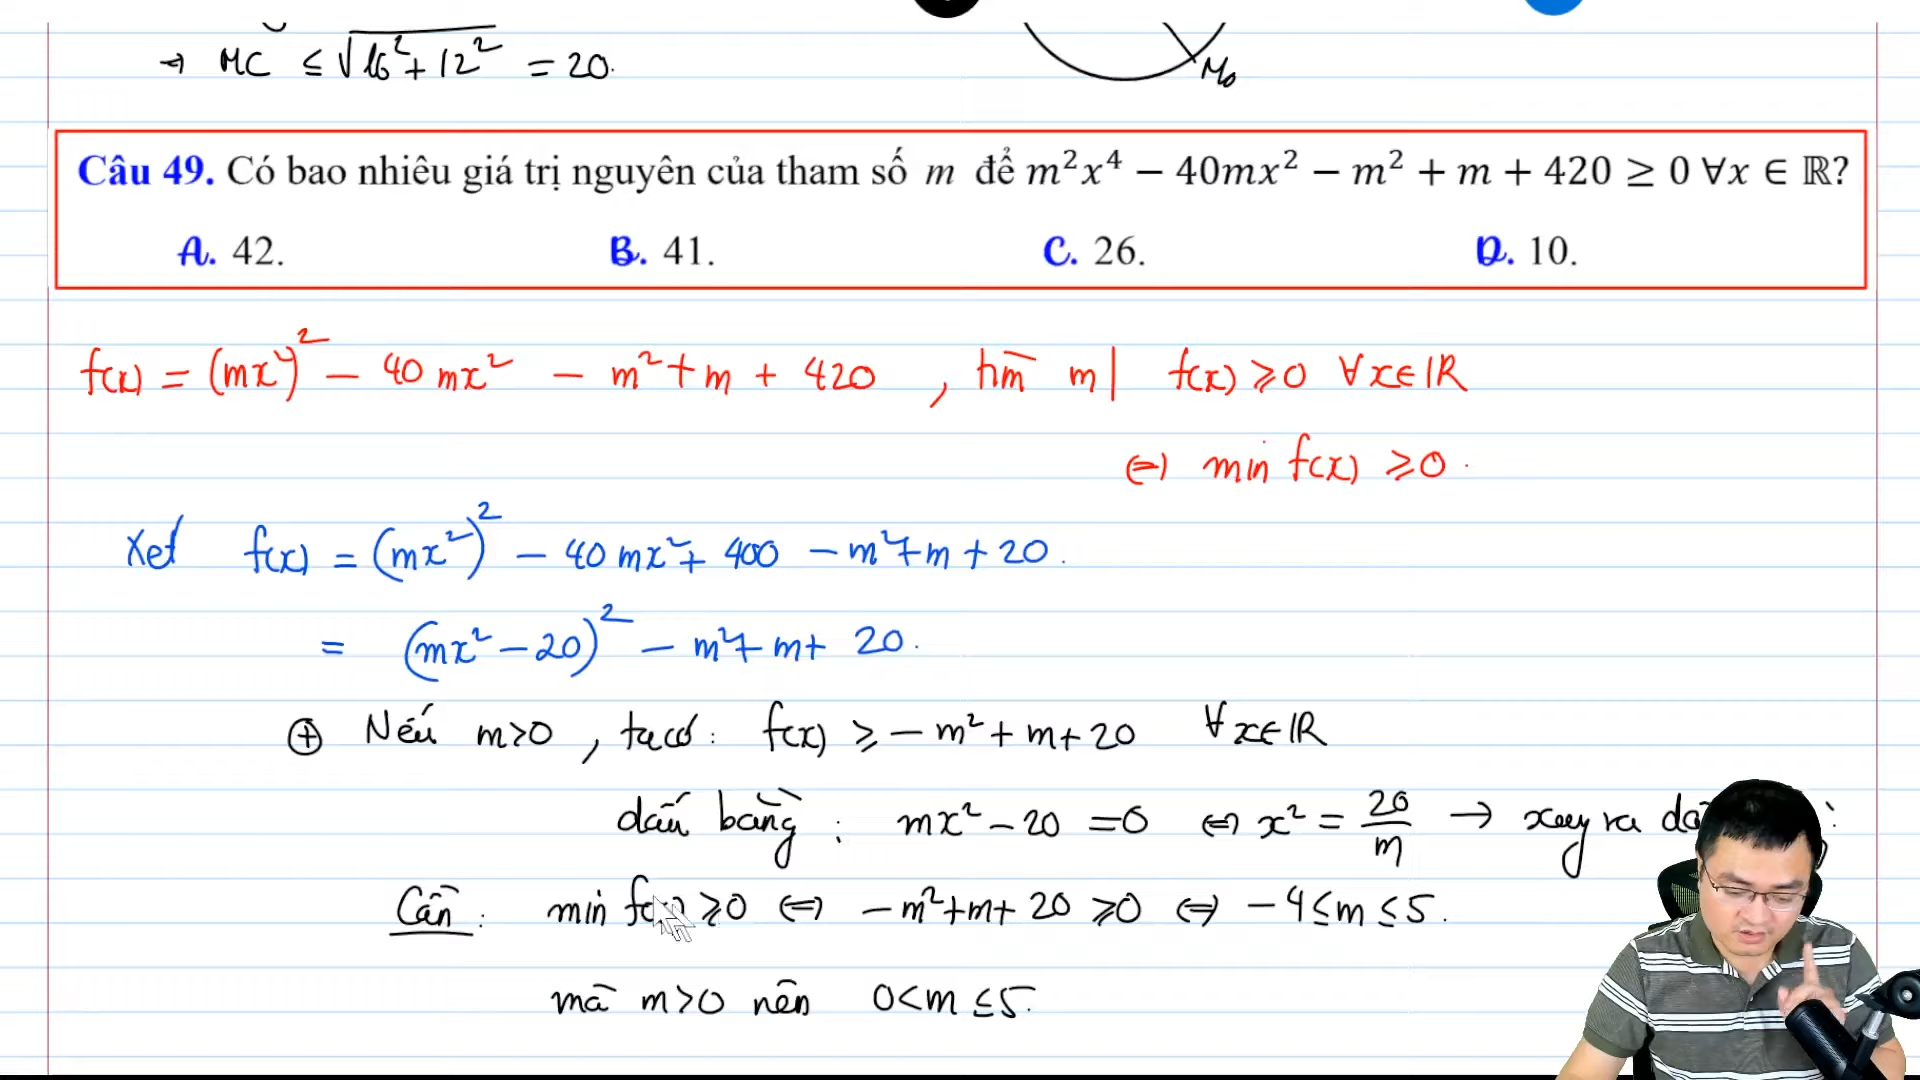 → MC ≤ √16² + 12² = 20.
M₀
Câu 49. Có bao nhiêu giá trị nguyên của tham số m để m²x⁴ − 40mx² − m² + m + 420 ≥ 0 ∀x ∈ ℝ?
A. 42. B. 41. C. 26. D. 10.
f(x) = (mx²)² − 40mx² − m² + m + 420 , tìm m | f(x) ≥ 0 ∀x∈ℝ
⇔ min f(x) ≥ 0.
Xét f(x) = (mx²)² − 40mx² + 400 − m² + m + 20.
= (mx² − 20)² − m² + m + 20.
⊕ Nếu m > 0 , ta có : f(x) ≥ − m² + m + 20 ∀x∈ℝ
dấu bằng : mx² − 20 = 0 ⇔ x² = 20/m → xảy ra
Cần : min f(x) ≥ 0 ⇔ − m² + m + 20 ≥ 0 ⇔ −4 ≤ m ≤ 5.
mà m > 0 nên 0 < m ≤ 5.